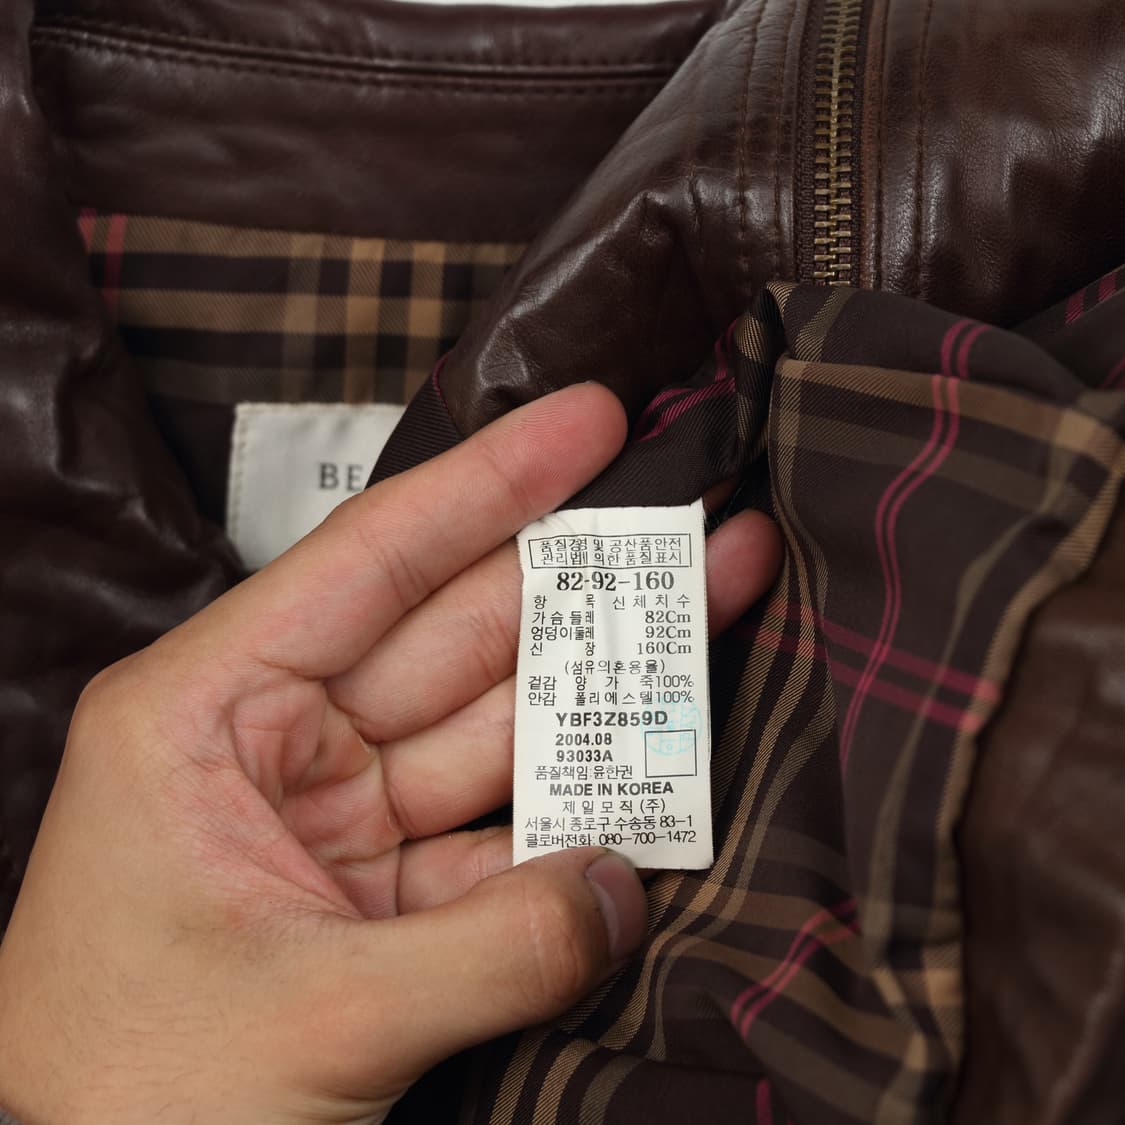 BE
품질경영 및 공산품안전
관리법에 의한 품질표시
82-92-160
항 목 신체치수
가슴둘레 82Cm
엉덩이둘레 92Cm
신 장 160Cm
(섬유의혼용율)
겉감 양 가 죽100%
안감 폴리에스텔100%
YBF3Z859D
2004.08
93033A
품질책임:윤한권
MADE IN KOREA
제일모직(주)
서울시 종로구 수송동 83-1
클로버전화: 080-700-1472